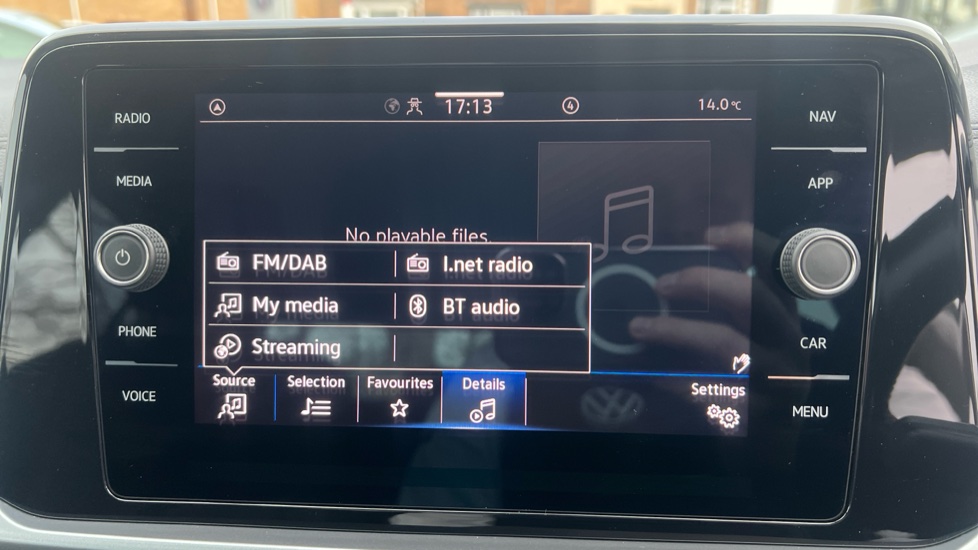 RADIO
MEDIA
PHONE
VOICE
17:13
4
14.0 °C
No playable files.
FM/DAB
I.net radio
My media
BT audio
Streaming
Source
Selection
Favourites
Details
Settings
NAV
APP
CAR
MENU